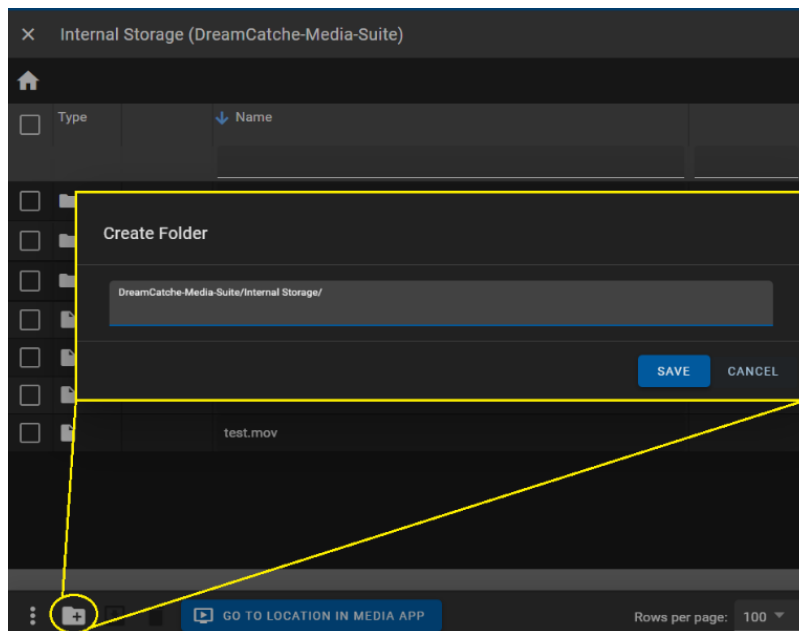 Internal Storage (DreamCatche-Media-Suite)
Type
Name
Create Folder
DreamCatche-Media-Suite/Internal Storage/
SAVE
CANCEL
test.mov
GO TO LOCATION IN MEDIA APP
Rows per page:
100